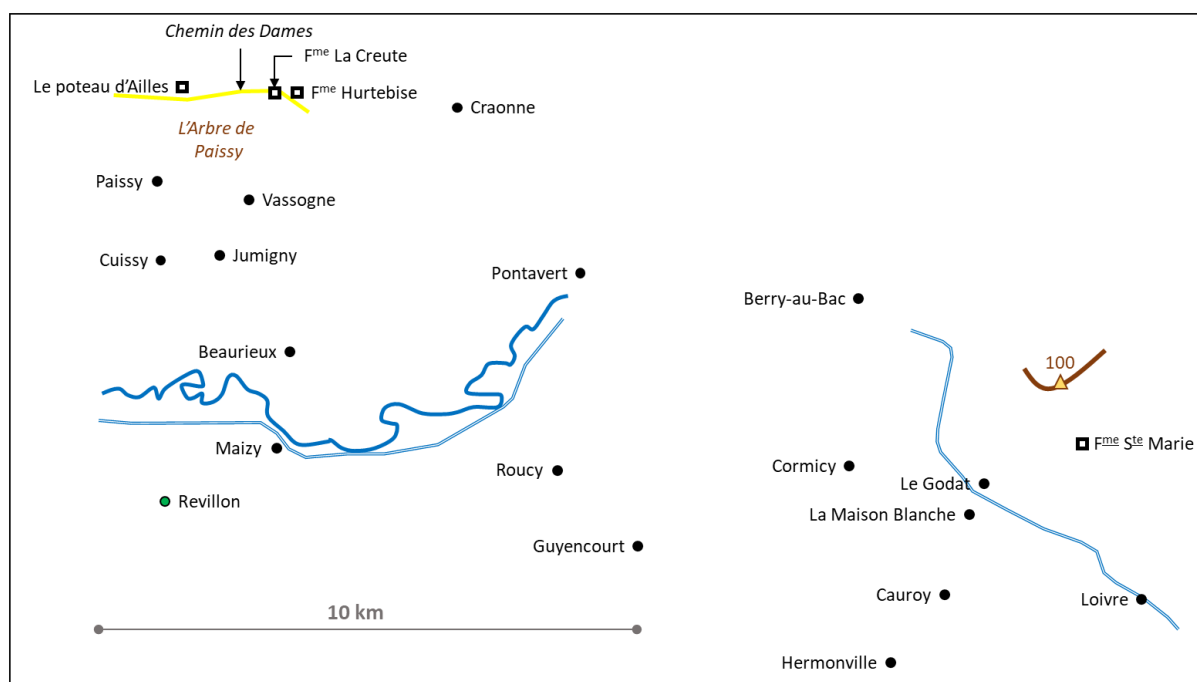 Chemin des Dames
Fme La Creute
Le poteau d'Ailles
Fme Hurtebise
Craonne
L'Arbre de
Paissy
Paissy
Vassogne
Cuissy
Jumigny
Pontavert
Berry-au-Bac
Beaurieux
100
Maizy
Fme Ste Marie
Roucy
Cormicy
Le Godat
Revillon
La Maison Blanche
Guyencourt
Cauroy
Loivre
10 km
Hermonville